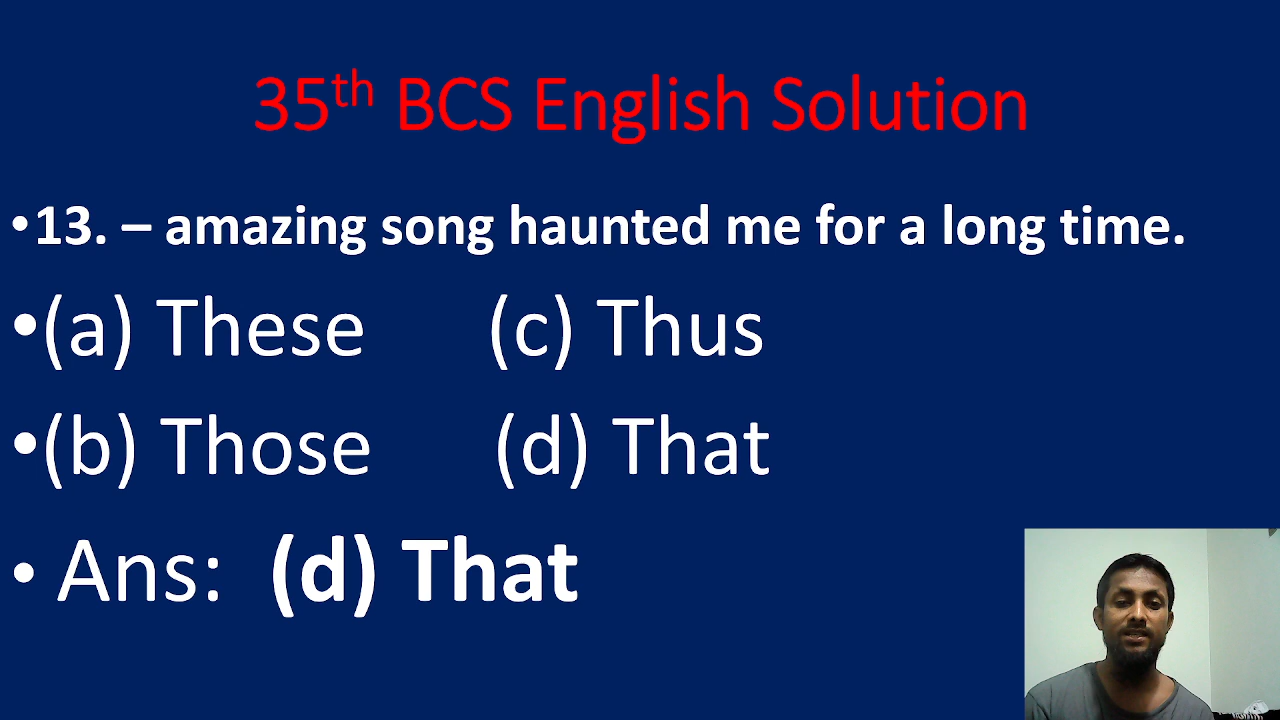 35th BCS English Solution
•13. – amazing song haunted me for a long time.
•(a) These (c) Thus
•(b) Those (d) That
• Ans: (d) That